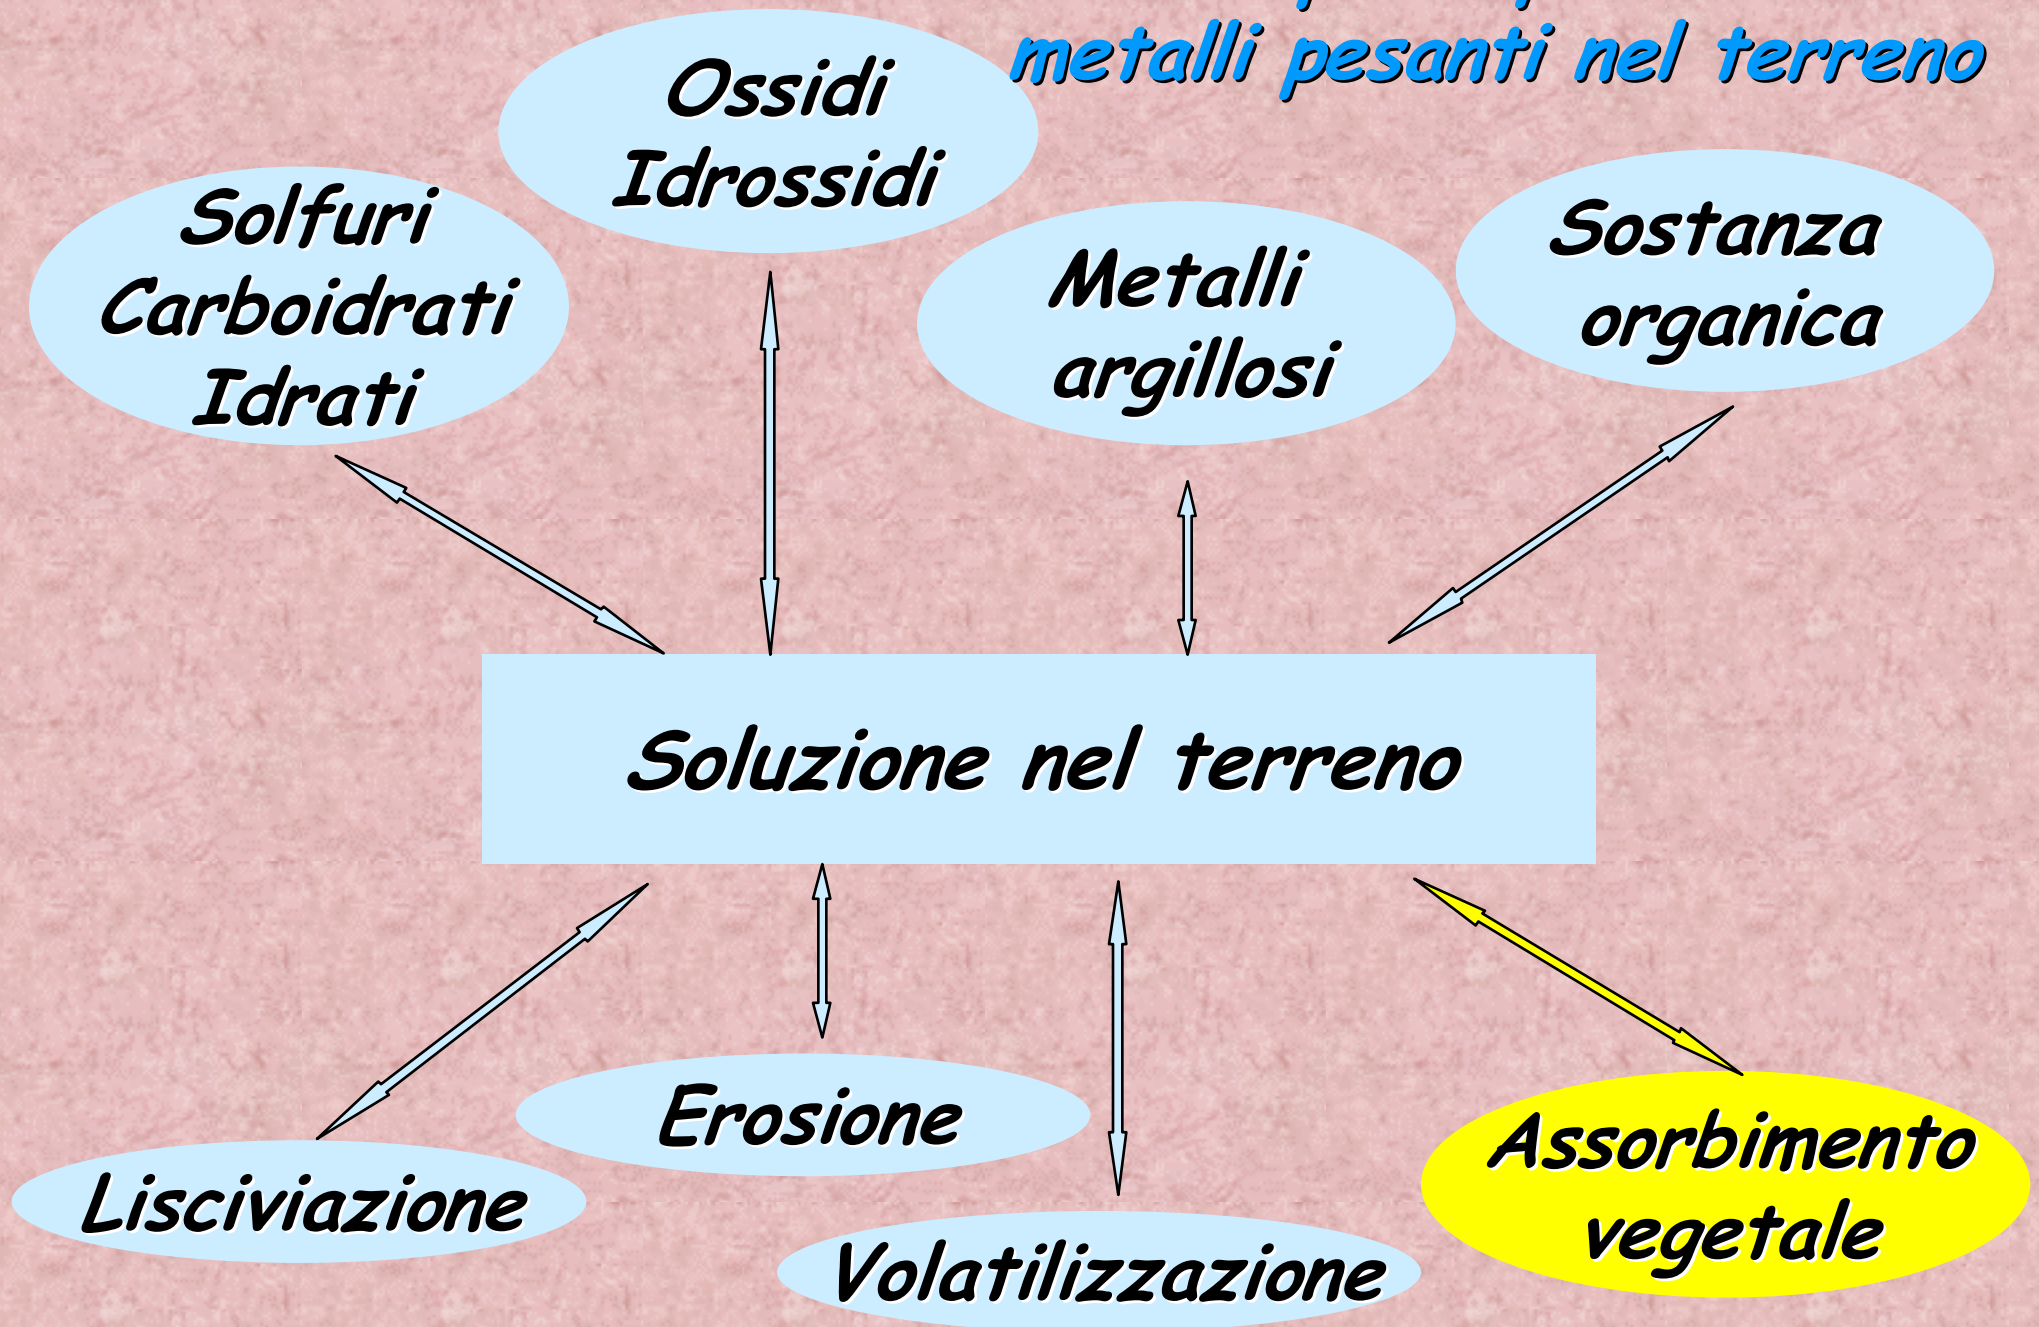 metalli pesanti nel terreno
Ossidi
Idrossidi
Solfuri
Carboidrati
Idrati
Metalli
argillosi
Sostanza
organica
Soluzione nel terreno
Lisciviazione
Erosione
Volatilizzazione
Assorbimento
vegetale